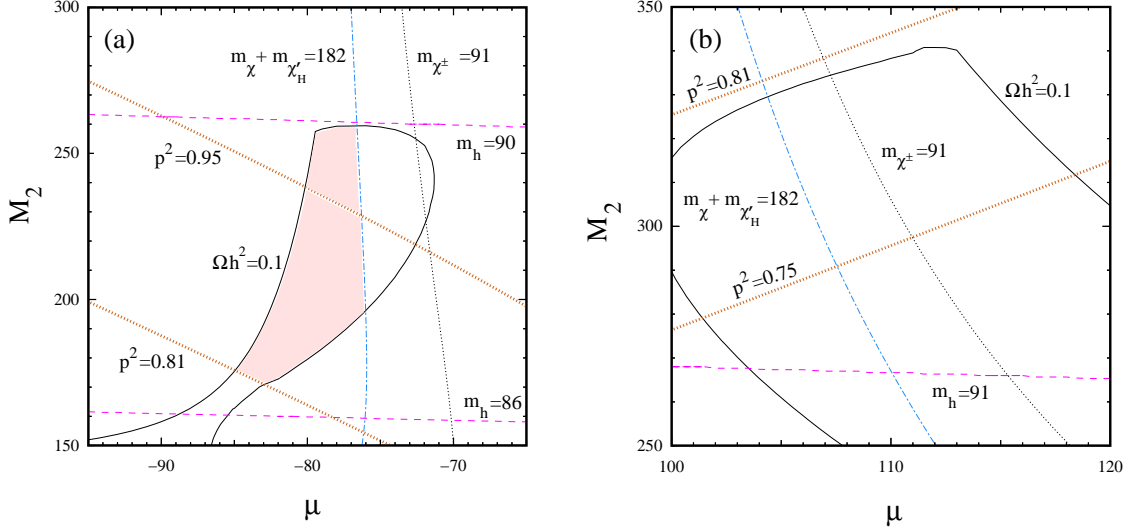 (a)
m_χ + m_χ'_H =182
m_χ± =91
m_h =90
p^2=0.95
Ωh^2=0.1
p^2=0.81
m_h =86
300
250
200
150
−90
−80
−70
M_2
μ
(b)
p^2=0.81
Ωh^2=0.1
m_χ± =91
m_χ + m_χ'_H =182
p^2=0.75
m_h =91
350
300
250
100
110
120
M_2
μ